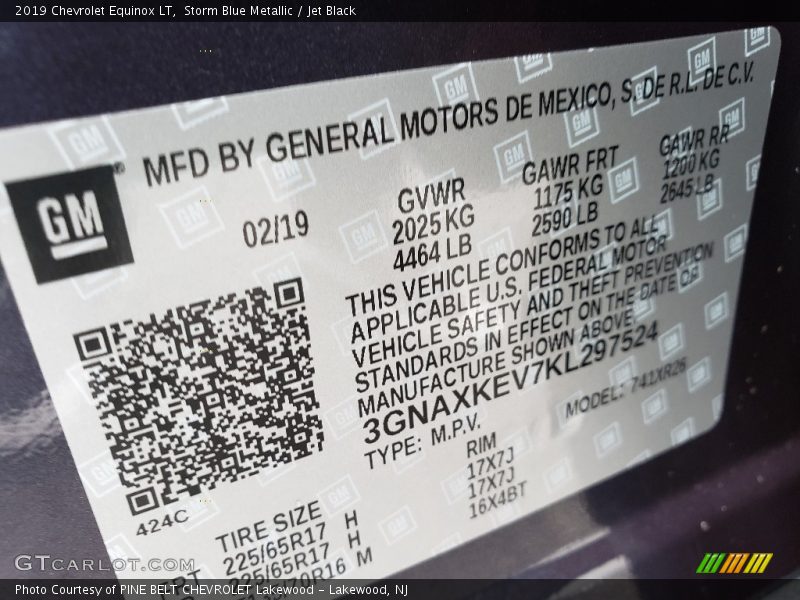 2019 Chevrolet Equinox LT,  Storm Blue Metallic / Jet Black
MFD BY GENERAL MOTORS DE MEXICO, S. DE R.L. DE C.V.
GM®
02/19
GVWR
2025 KG
4464 LB
GAWR FRT
1175 KG
2590 LB
GAWR RR
1200 KG
2645 LB
THIS VEHICLE CONFORMS TO ALL
APPLICABLE U.S. FEDERAL MOTOR
VEHICLE SAFETY AND THEFT PREVENTION
STANDARDS IN EFFECT ON THE DATE OF
MANUFACTURE SHOWN ABOVE.
3GNAXKEV7KL297524
TYPE: M.P.V.
MODEL: 741XR26
424C
TIRE SIZE
225/65R17 H
225/65R17 H
70R16 M
RIM
17X7J
17X7J
16X4BT
FRT
GTCARLOT.COM
Photo Courtesy of PINE BELT CHEVROLET Lakewood – Lakewood, NJ